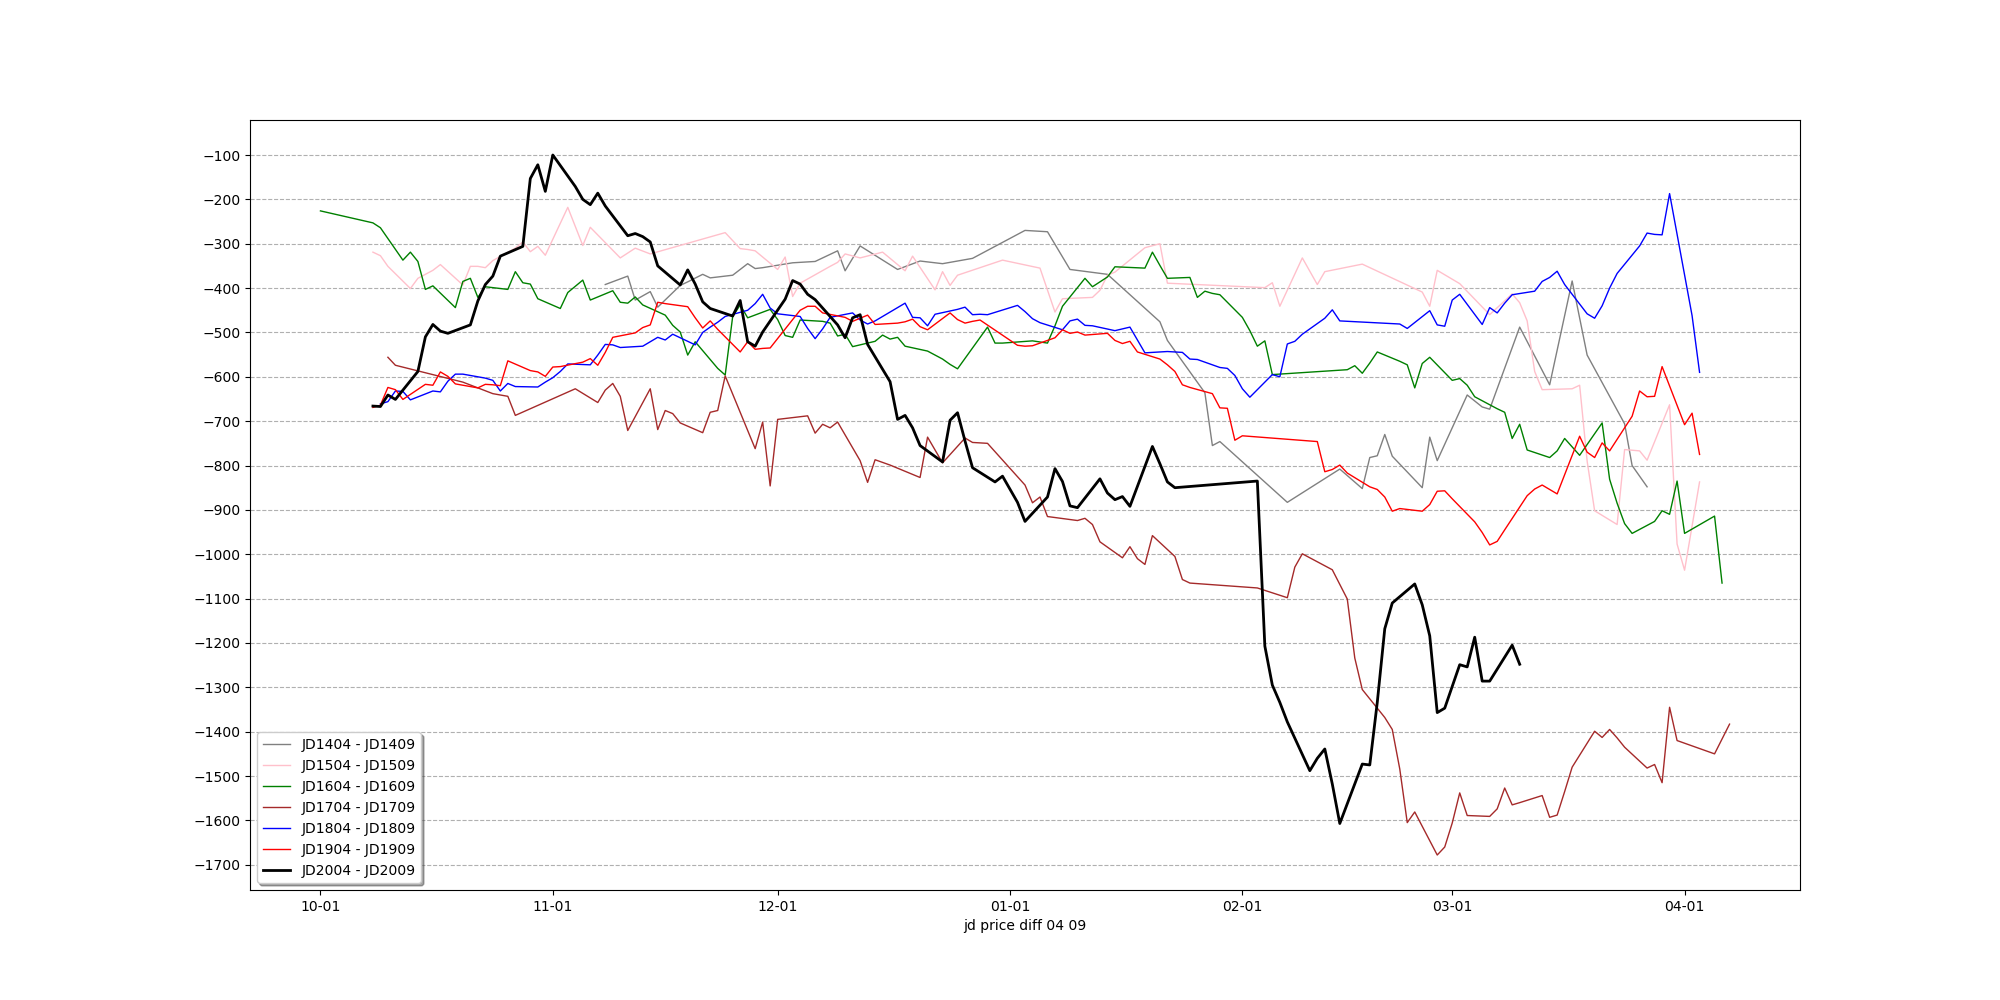 −100
−200
−300
−400
−500
−600
−700
−800
−900
−1000
−1100
−1200
−1300
−1400
−1500
−1600
−1700
JD1404 - JD1409
JD1504 - JD1509
JD1604 - JD1609
JD1704 - JD1709
JD1804 - JD1809
JD1904 - JD1909
JD2004 - JD2009
10-01 11-01 12-01 01-01 02-01 03-01 04-01
jd price diff 04 09